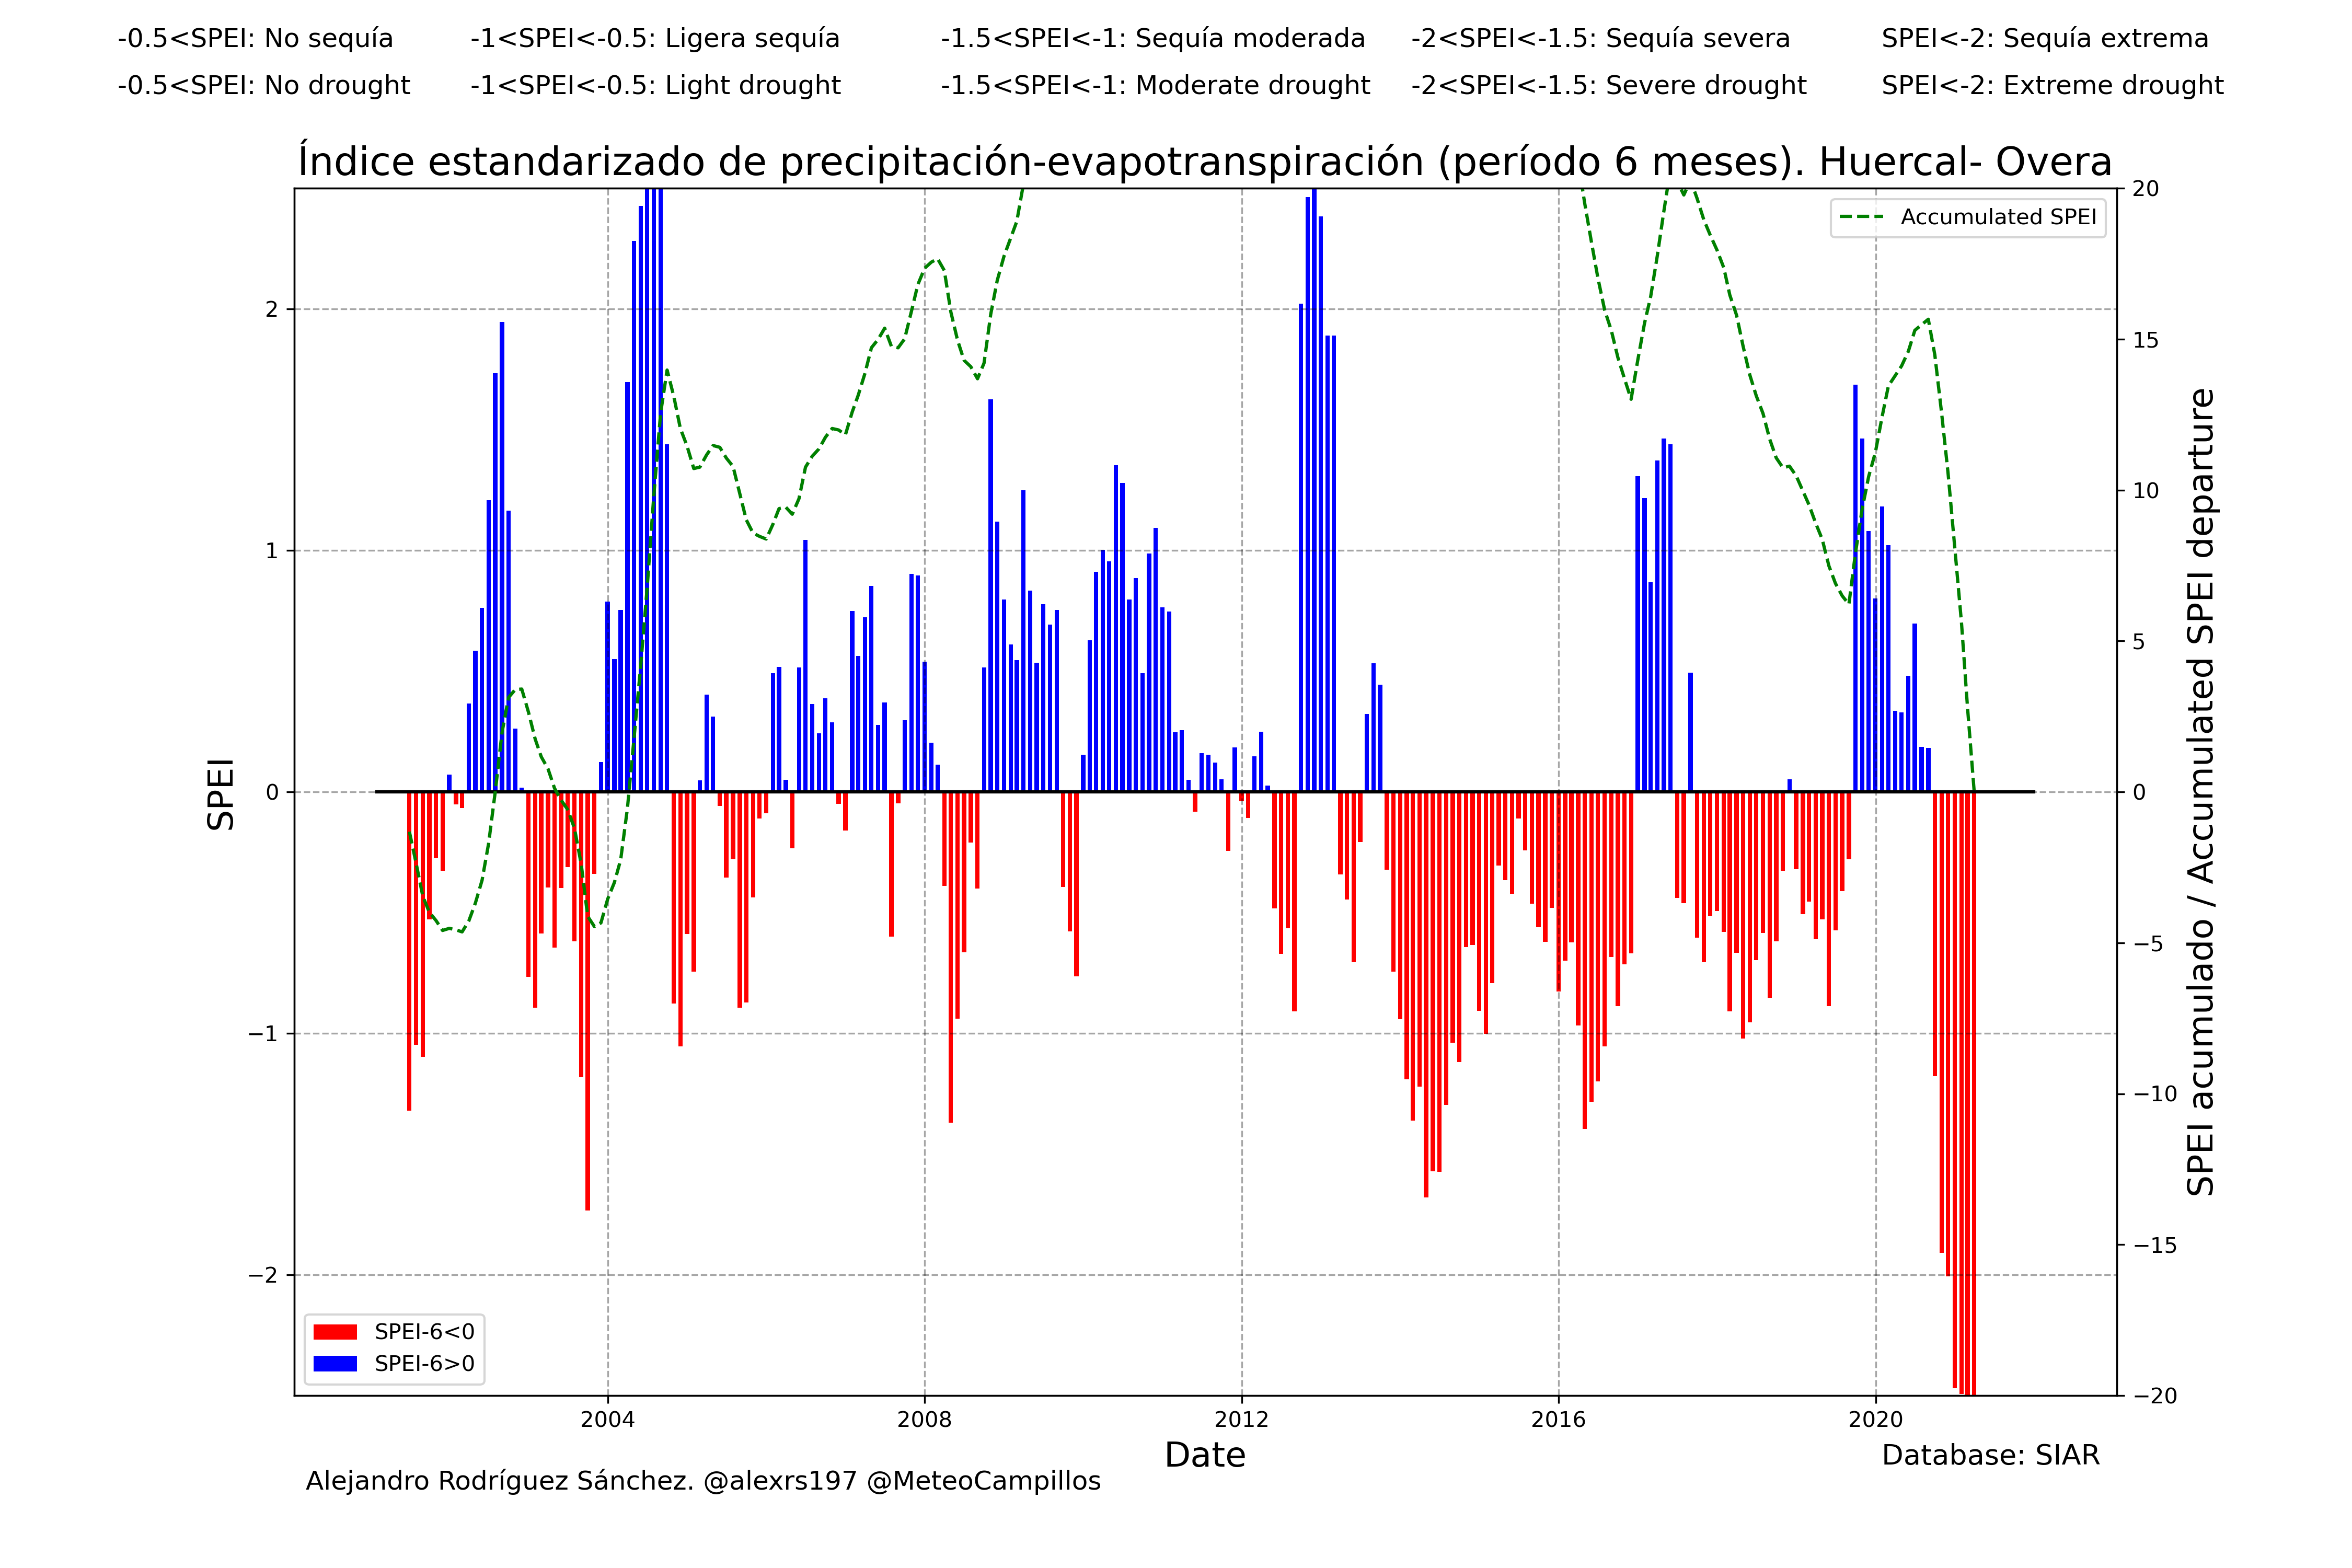 -0.5<SPEI: No sequía -1<SPEI<-0.5: Ligera sequía -1.5<SPEI<-1: Sequía moderada -2<SPEI<-1.5: Sequía severa SPEI<-2: Sequía extrema
-0.5<SPEI: No drought -1<SPEI<-0.5: Light drought -1.5<SPEI<-1: Moderate drought -2<SPEI<-1.5: Severe drought SPEI<-2: Extreme drought
Índice estandarizado de precipitación-evapotranspiración (período 6 meses). Huercal- Overa
Accumulated SPEI
SPEI
2
1
0
−1
−2
20
15
10
5
0
−5
−10
−15
−20
SPEI acumulado / Accumulated SPEI departure
SPEI-6<0
SPEI-6>0
2004 2008 2012 2016 2020
Date
Database: SIAR
Alejandro Rodríguez Sánchez. @alexrs197 @MeteoCampillos